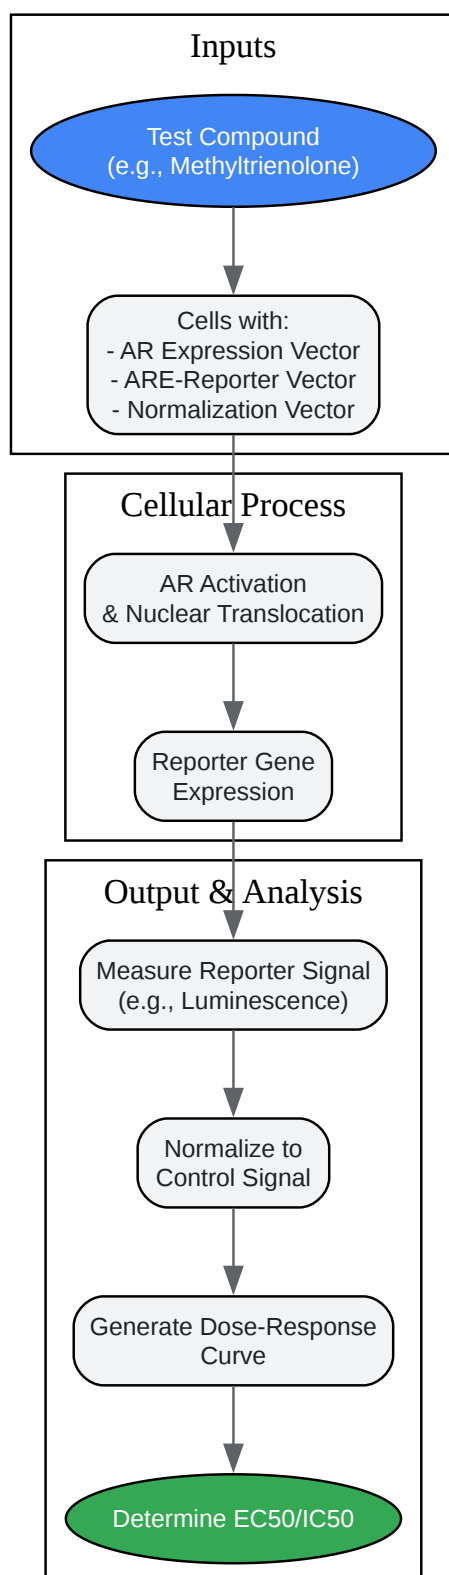 Inputs
Test Compound
(e.g., Methyltrienolone)
Cells with:
- AR Expression Vector
- ARE-Reporter Vector
- Normalization Vector
Cellular Process
AR Activation
& Nuclear Translocation
Reporter Gene
Expression
Output & Analysis
Measure Reporter Signal
(e.g., Luminescence)
Normalize to
Control Signal
Generate Dose-Response
Curve
Determine EC50/IC50